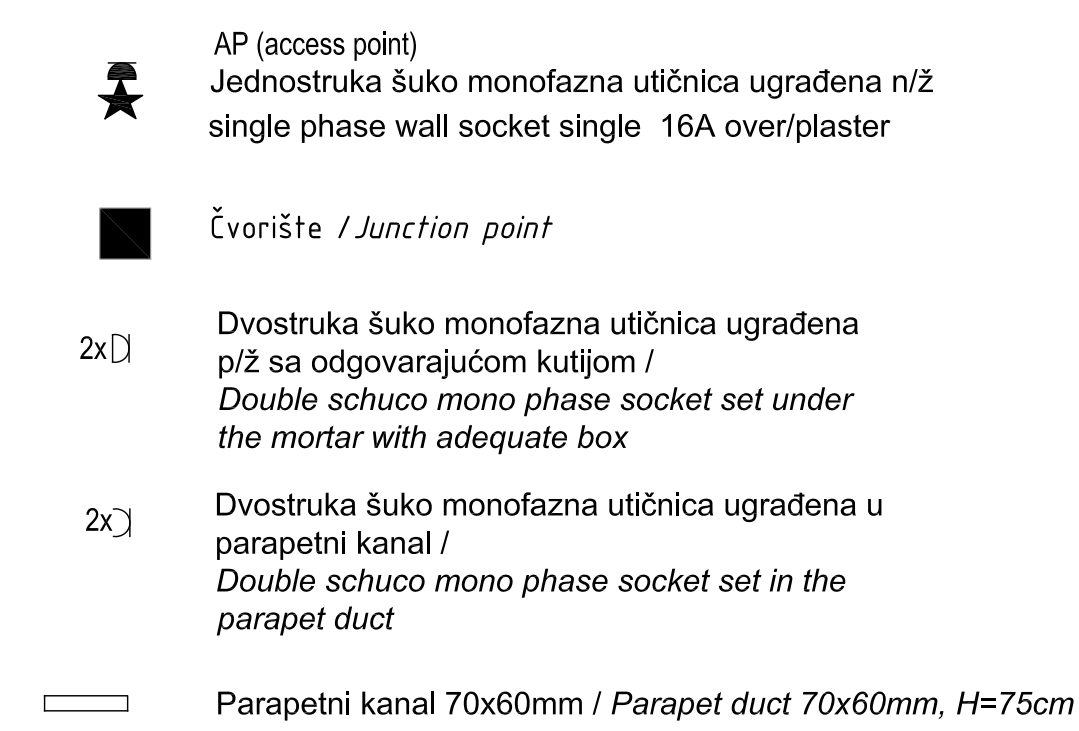 AP (access point)
Jednostruka šuko monofazna utičnica ugrađena n/ž
single phase wall socket single 16A over/plaster
Čvorište / Junction point
2x
Dvostruka šuko monofazna utičnica ugrađena
p/ž sa odgovarajućom kutijom /
Double schuco mono phase socket set under
the mortar with adequate box
2x
Dvostruka šuko monofazna utičnica ugrađena u
parapetni kanal /
Double schuco mono phase socket set in the
parapet duct
Parapetni kanal 70x60mm / Parapet duct 70x60mm, H=75cm